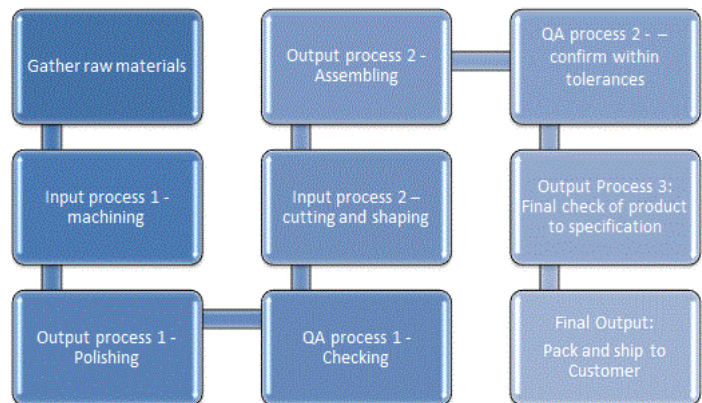 Gather raw materials
Input process 1 -
machining
Output process 1 -
Polishing
QA process 1 -
Checking
Input process 2 –
cutting and shaping
Output process 2 -
Assembling
QA process 2 - –
confirm within
tolerances
Output Process 3:
Final check of product
to specification
Final Output:
Pack and ship to
Customer